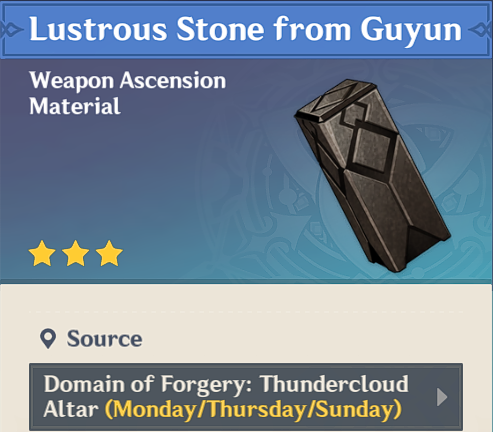 Lustrous Stone from Guyun
Weapon Ascension
Material
Source
Domain of Forgery: Thundercloud
Altar (Monday/Thursday/Sunday)